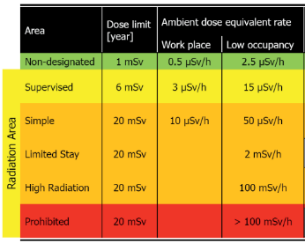 Area Dose limit [year] Ambient dose equivalent rate
Work place Low occupancy
Non-designated 1 mSv 0.5 µSv/h 2.5 µSv/h
Radiation Area
Supervised 6 mSv 3 µSv/h 15 µSv/h
Simple 20 mSv 10 µSv/h 50 µSv/h
Limited Stay 20 mSv 2 mSv/h
High Radiation 20 mSv 100 mSv/h
Prohibited 20 mSv > 100 mSv/h